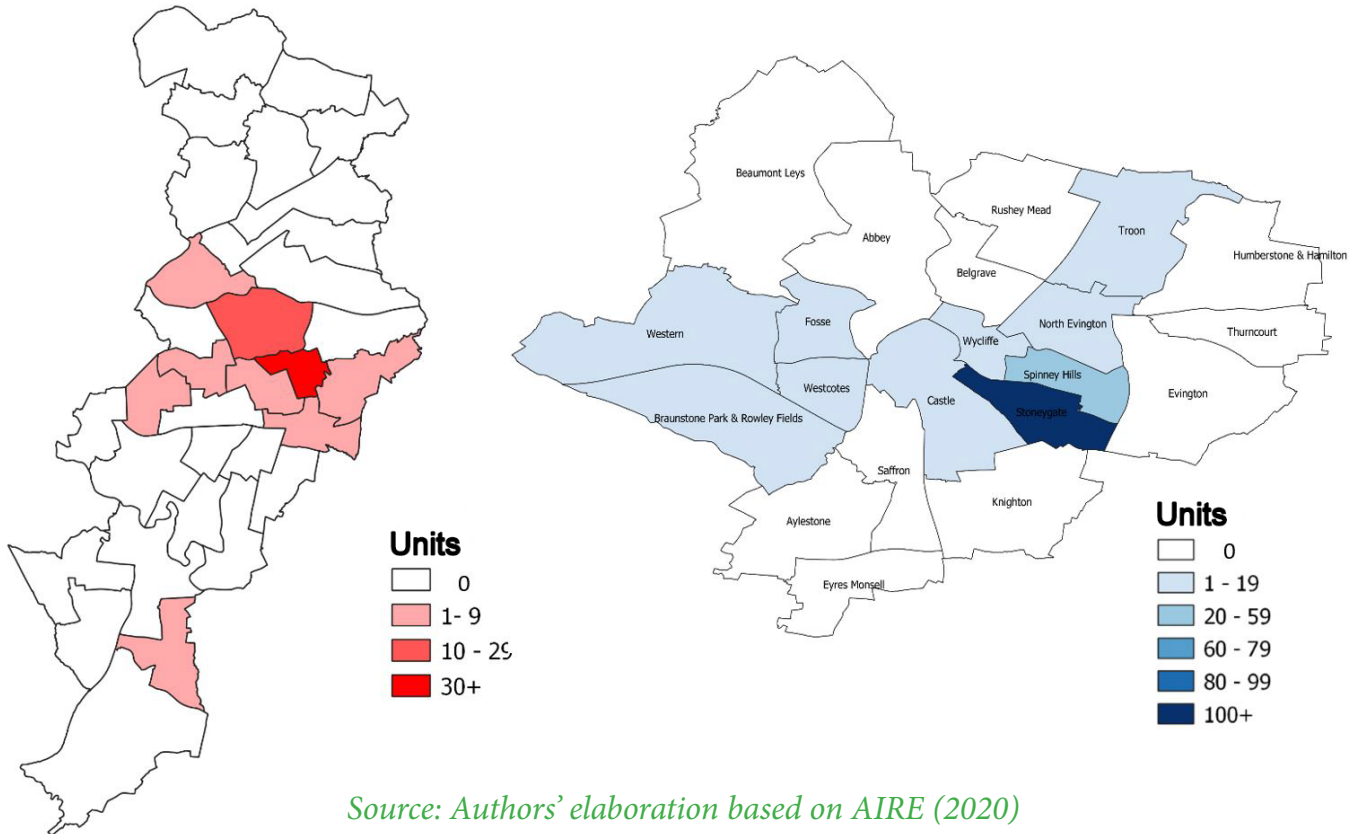 Beaumont Leys
Rushey Mead
Troon
Abbey
Humberstone & Hamilton
Belgrave
Western
Fosse
North Evington
Thurncourt
Wycliffe
Spinney Hills
Westcotes
Castle
Evington
Stoneygate
Braunstone Park & Rowley Fields
Saffron
Knighton
Aylestone
Eyres Monsell
Units
0
1- 9
10 - 29
30+
Units
0
1 - 19
20 - 59
60 - 79
80 - 99
100+
Source: Authors' elaboration based on AIRE (2020)